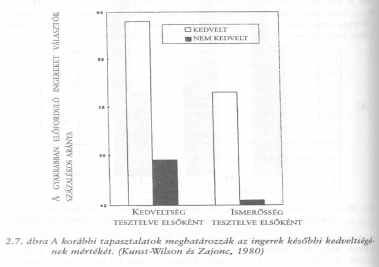 A GYAKRABBAN ELŐFORDULÓ INGEREKET VÁLASZTÓK
SZÁZALÉKOS ARÁNYA
KEDVELT
NEM KEDVELT
KEDVELTSÉG
TESZTELVE ELSŐKÉNT
ISMERŐSSÉG
TESZTELVE ELSŐKÉNT
2.7. ábra A korábbi tapasztalatok meghatározzák az ingerek későbbi kedveltségé-
nek mértékét. (Kunst-Wilson és Zajonc, 1980)